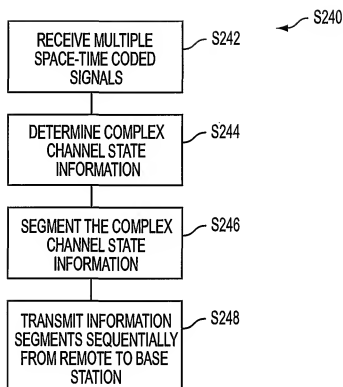 S240
RECEIVE MULTIPLE
SPACE-TIME CODED
SIGNALS
S242
DETERMINE COMPLEX
CHANNEL STATE
INFORMATION
S244
SEGMENT THE COMPLEX
CHANNEL STATE
INFORMATION
S246
TRANSMIT INFORMATION
SEGMENTS SEQUENTIALLY
FROM REMOTE TO BASE
STATION
S248